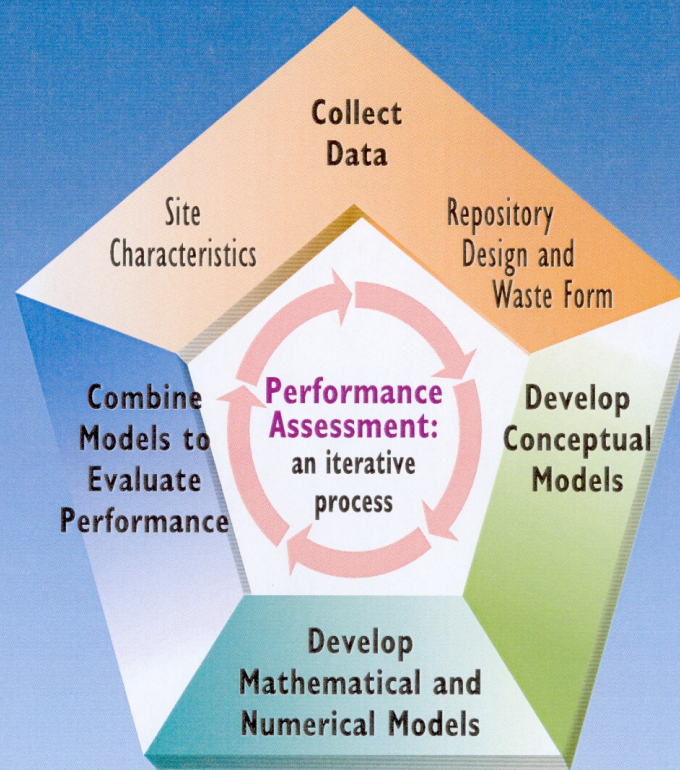 Collect
Data
Site
Characteristics
Repository
Design and
Waste Form
Performance
Assessment:
an iterative
process
Develop
Conceptual
Models
Develop
Mathematical and
Numerical Models
Combine
Models to
Evaluate
Performance